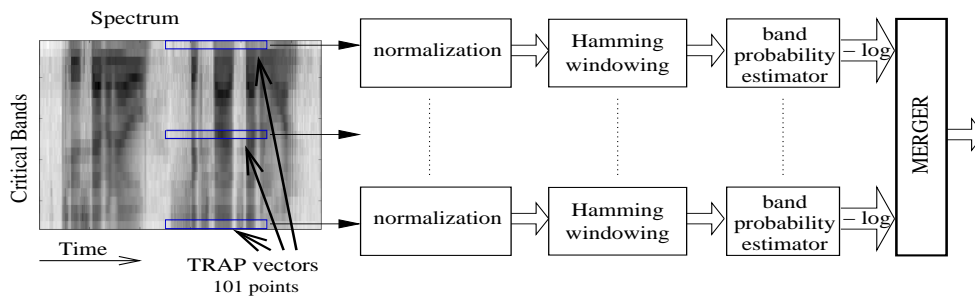 Spectrum
Critical Bands
Time
TRAP vectors
101 points
normalization
Hamming
windowing
band
probability
estimator
– log
normalization
Hamming
windowing
band
probability
estimator
– log
MERGER